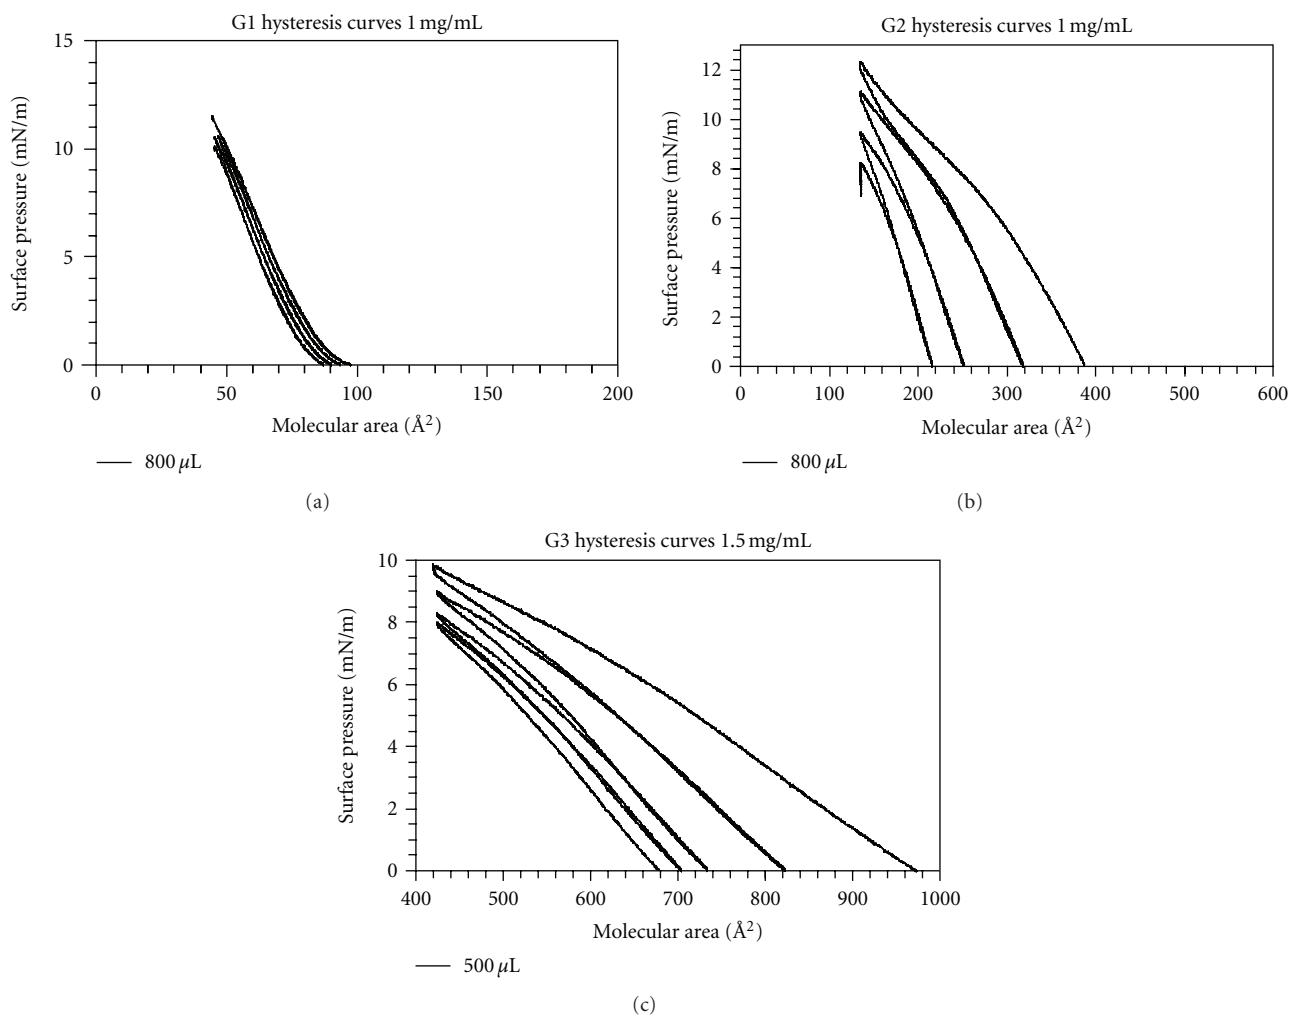 G1 hysteresis curves 1 mg/mL
15
10
5
0
Surface pressure (mN/m)
0 50 100 150 200
Molecular area (Å²)
800 µL
(a)
G2 hysteresis curves 1 mg/mL
12
10
8
6
4
2
0
Surface pressure (mN/m)
0 100 200 300 400 500 600
Molecular area (Å²)
800 µL
(b)
G3 hysteresis curves 1.5 mg/mL
10
8
6
4
2
0
Surface pressure (mN/m)
400 500 600 700 800 900 1000
Molecular area (Å²)
500 µL
(c)